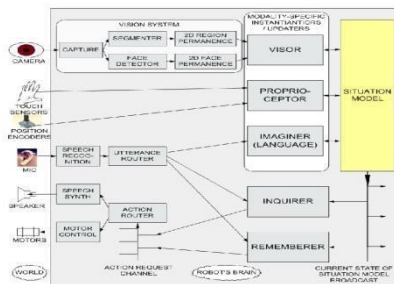 VISION SYSTEM
MODALITY-SPECIFIC
INSTANTIATORS
/ UPDATERS
CAPTURE
SEGMENTER
2D REGION
PERMANENCE
FACE
DETECTOR
2D FACE
PERMANENCE
VISOR
CAMERA
TOUCH
SENSORS
PROPRIO-
CEPTOR
SITUATION
MODEL
POSITION
ENCODERS
IMAGINER
(LANGUAGE)
MIC
SPEECH
RECOG-
NITION
UTTERANCE
ROUTER
SPEAKER
SPEECH
SYNTH
ACTION
ROUTER
INQUIRER
MOTORS
MOTOR
CONTROL
REMEMBERER
WORLD
ACTION REQUEST
CHANNEL
ROBOT'S BRAIN
CURRENT STATE OF
SITUATION MODEL
BROADCAST